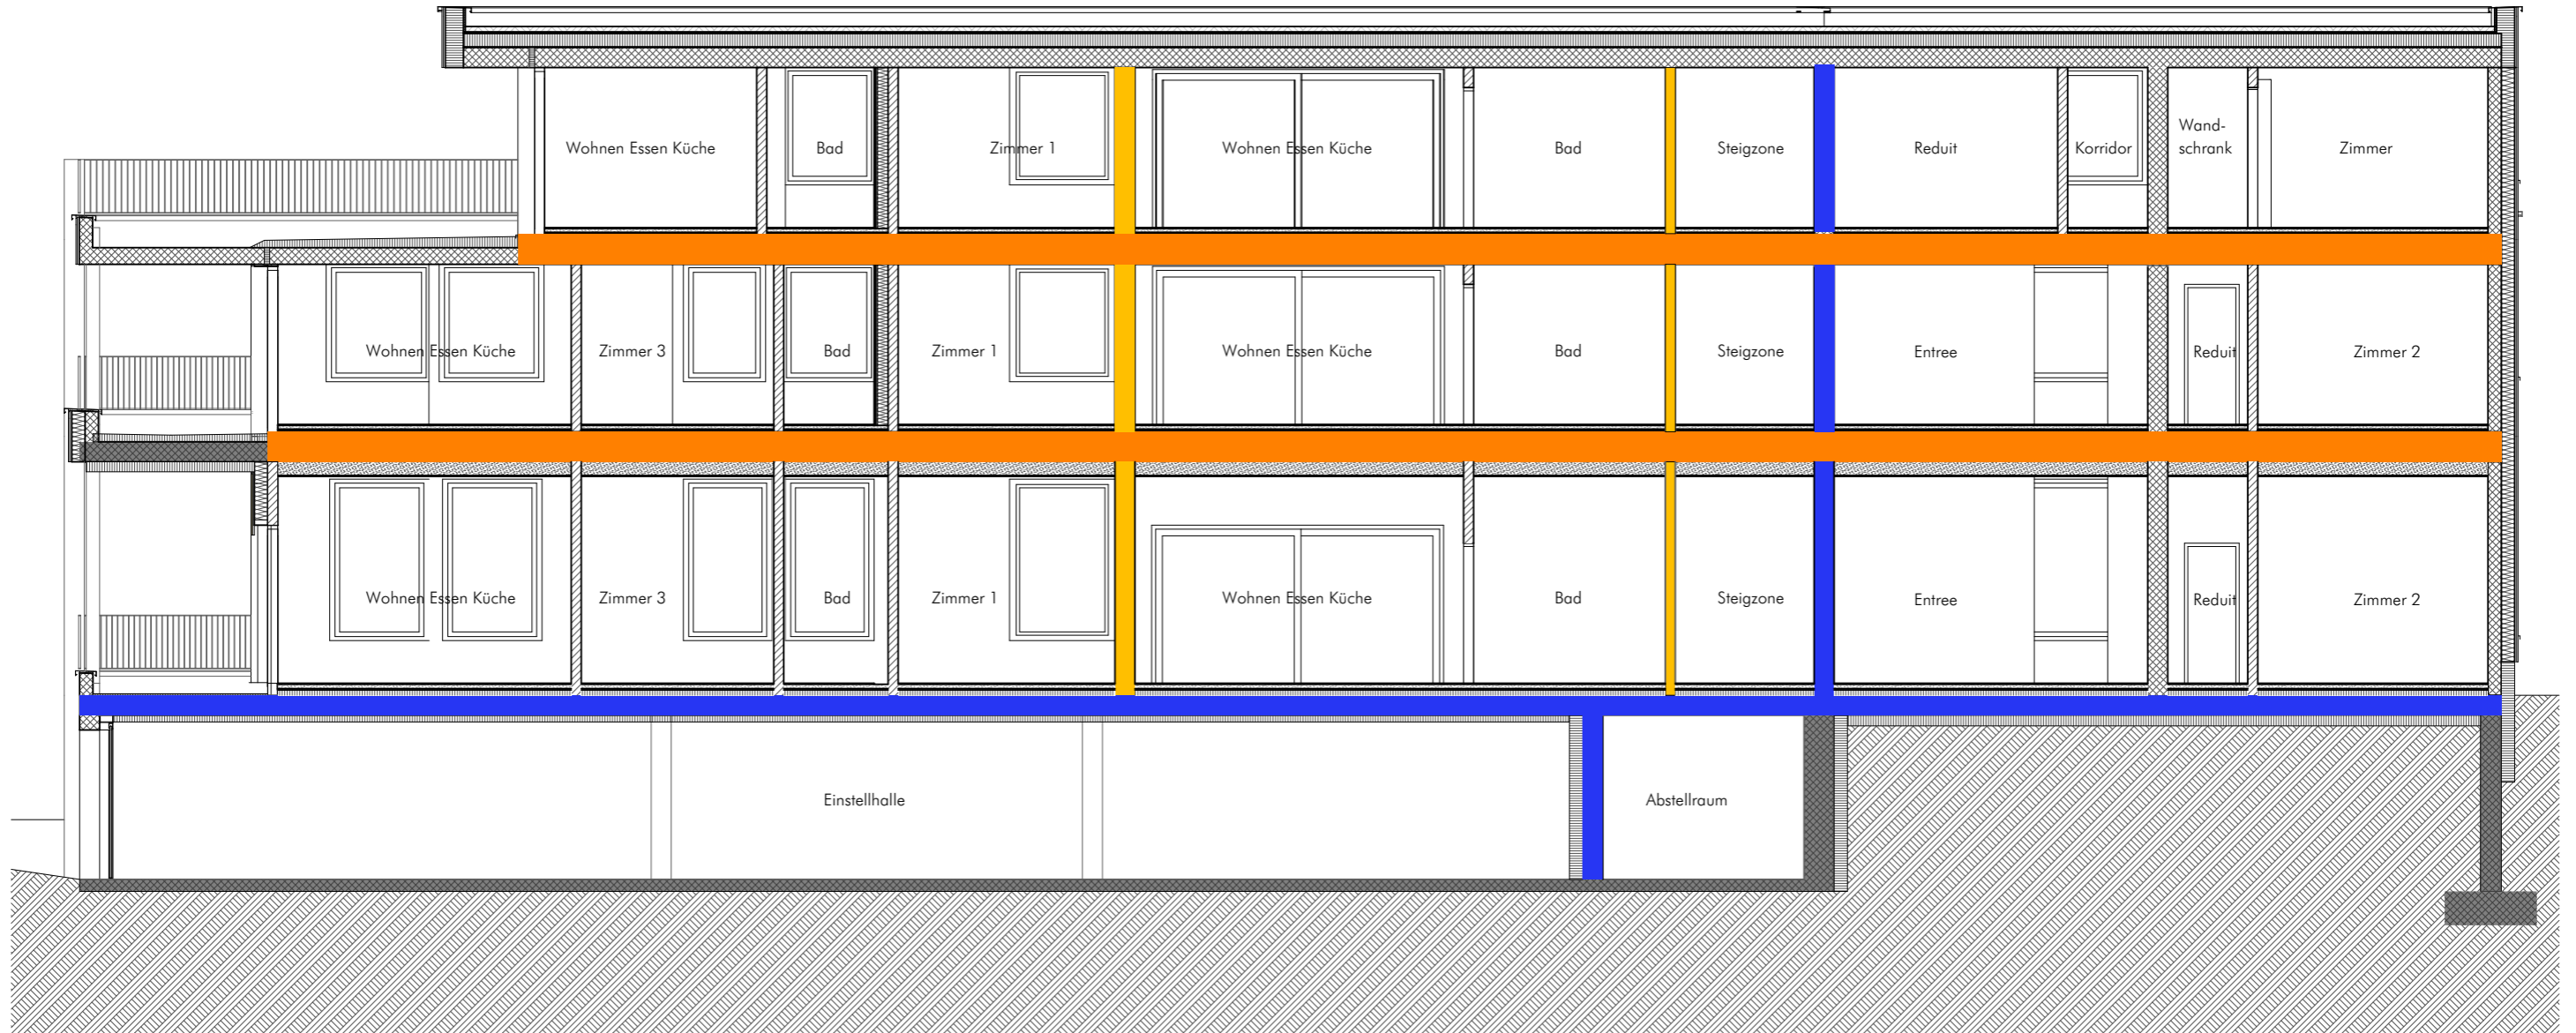 Wohnen Essen Küche
Bad
Zimmer 1
Wohnen Essen Küche
Bad
Steigzone
Reduit
Korridor
Wand-
schrank
Zimmer
Wohnen Essen Küche
Zimmer 3
Bad
Zimmer 1
Wohnen Essen Küche
Bad
Steigzone
Entree
Reduit
Zimmer 2
Wohnen Essen Küche
Zimmer 3
Bad
Zimmer 1
Wohnen Essen Küche
Bad
Steigzone
Entree
Reduit
Zimmer 2
Einstellhalle
Abstellraum